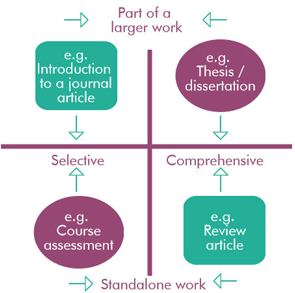 Part of a
larger work
e.g.
Introduction
to a journal
article
e.g.
Thesis /
dissertation
Selective
Comprehensive
e.g.
Course
assessment
e.g.
Review
article
Standalone work